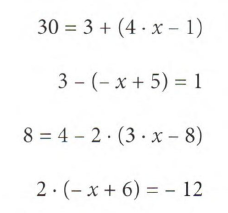 30 = 3 + (4 · x – 1)
3 – (– x + 5) = 1
8 = 4 – 2 · (3 · x – 8)
2 · (– x + 6) = – 12